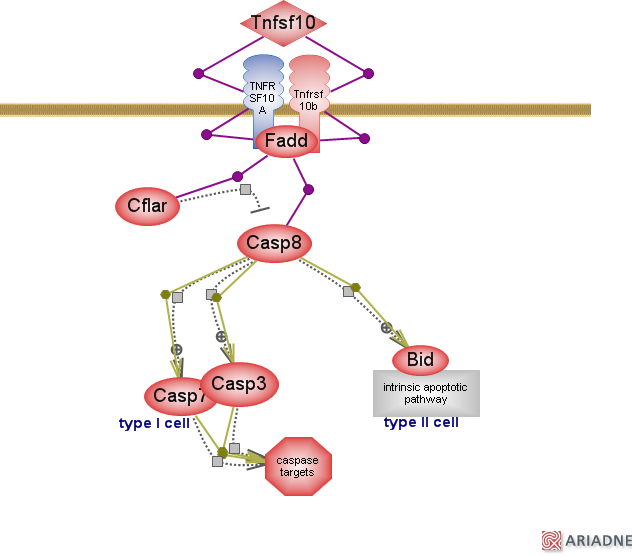 Tnfsf10
TNFR
SF10
A
Tnfrsf
10b
Fadd
Cflar
Casp8
Bid
intrinsic apoptotic
pathway
type II cell
Casp7
Casp3
type I cell
caspase
targets
ARIADNE